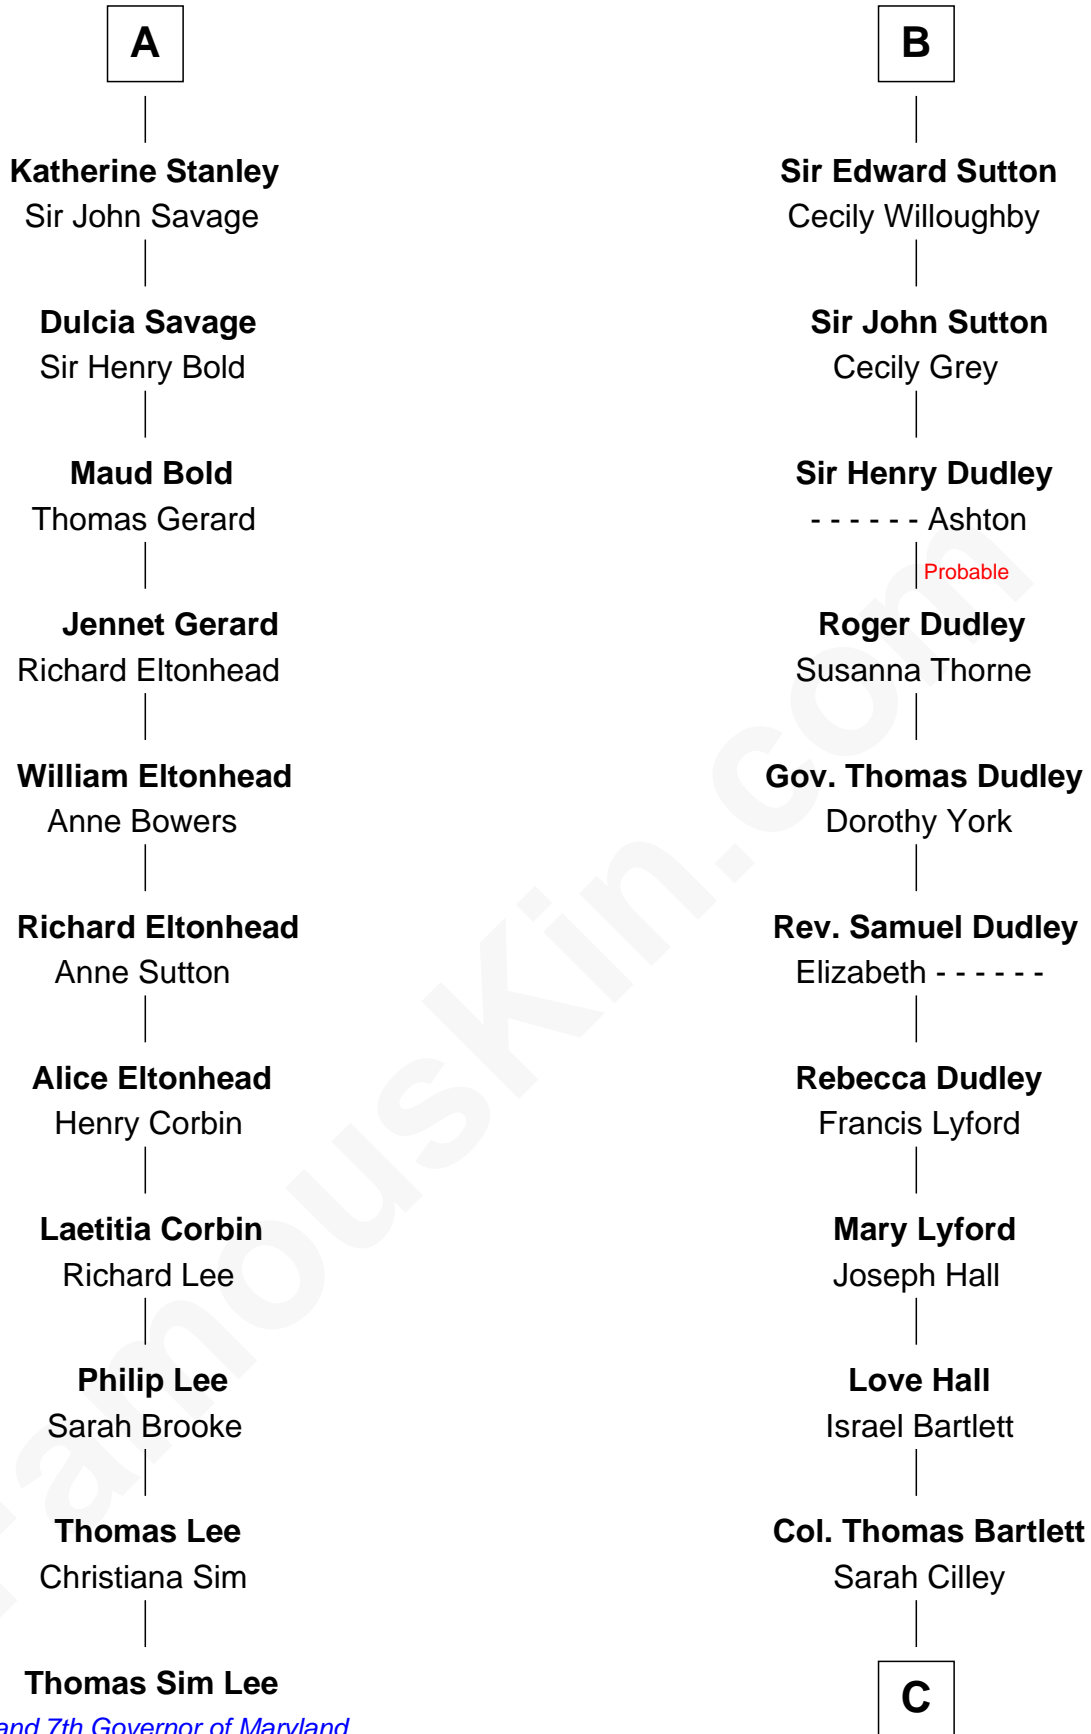 A
Katherine Stanley
Sir John Savage
Dulcia Savage
Sir Henry Bold
Maud Bold
Thomas Gerard
Jennet Gerard
Richard Eltonhead
William Eltonhead
Anne Bowers
Richard Eltonhead
Anne Sutton
Alice Eltonhead
Henry Corbin
Laetitia Corbin
Richard Lee
Philip Lee
Sarah Brooke
Thomas Lee
Christiana Sim
Thomas Sim Lee
and 7th Governor of Maryland
B
Sir Edward Sutton
Cecily Willoughby
Sir John Sutton
Cecily Grey
Sir Henry Dudley
- - - - - - Ashton
Probable
Roger Dudley
Susanna Thorne
Gov. Thomas Dudley
Dorothy York
Rev. Samuel Dudley
Elizabeth - - - - - -
Rebecca Dudley
Francis Lyford
Mary Lyford
Joseph Hall
Love Hall
Israel Bartlett
Col. Thomas Bartlett
Sarah Cilley
C
FamousKin.com